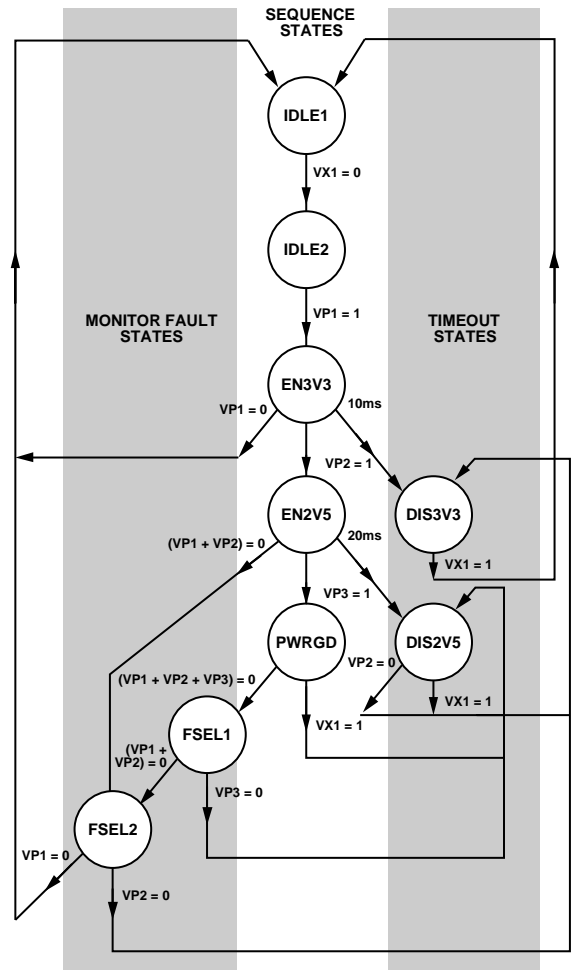 SEQUENCE
STATES
IDLE1
VX1 = 0
IDLE2
MONITOR FAULT
STATES
VP1 = 1
TIMEOUT
STATES
EN3V3
VP1 = 0
10ms
VP2 = 1
EN2V5
DIS3V3
(VP1 + VP2) = 0
20ms
VX1 = 1
VP3 = 1
PWRGD
DIS2V5
VP2 = 0
(VP1 + VP2 + VP3) = 0
VX1 = 1
VX1 = 1
FSEL1
(VP1 +
VP2) = 0
VP3 = 0
FSEL2
VP1 = 0
VP2 = 0